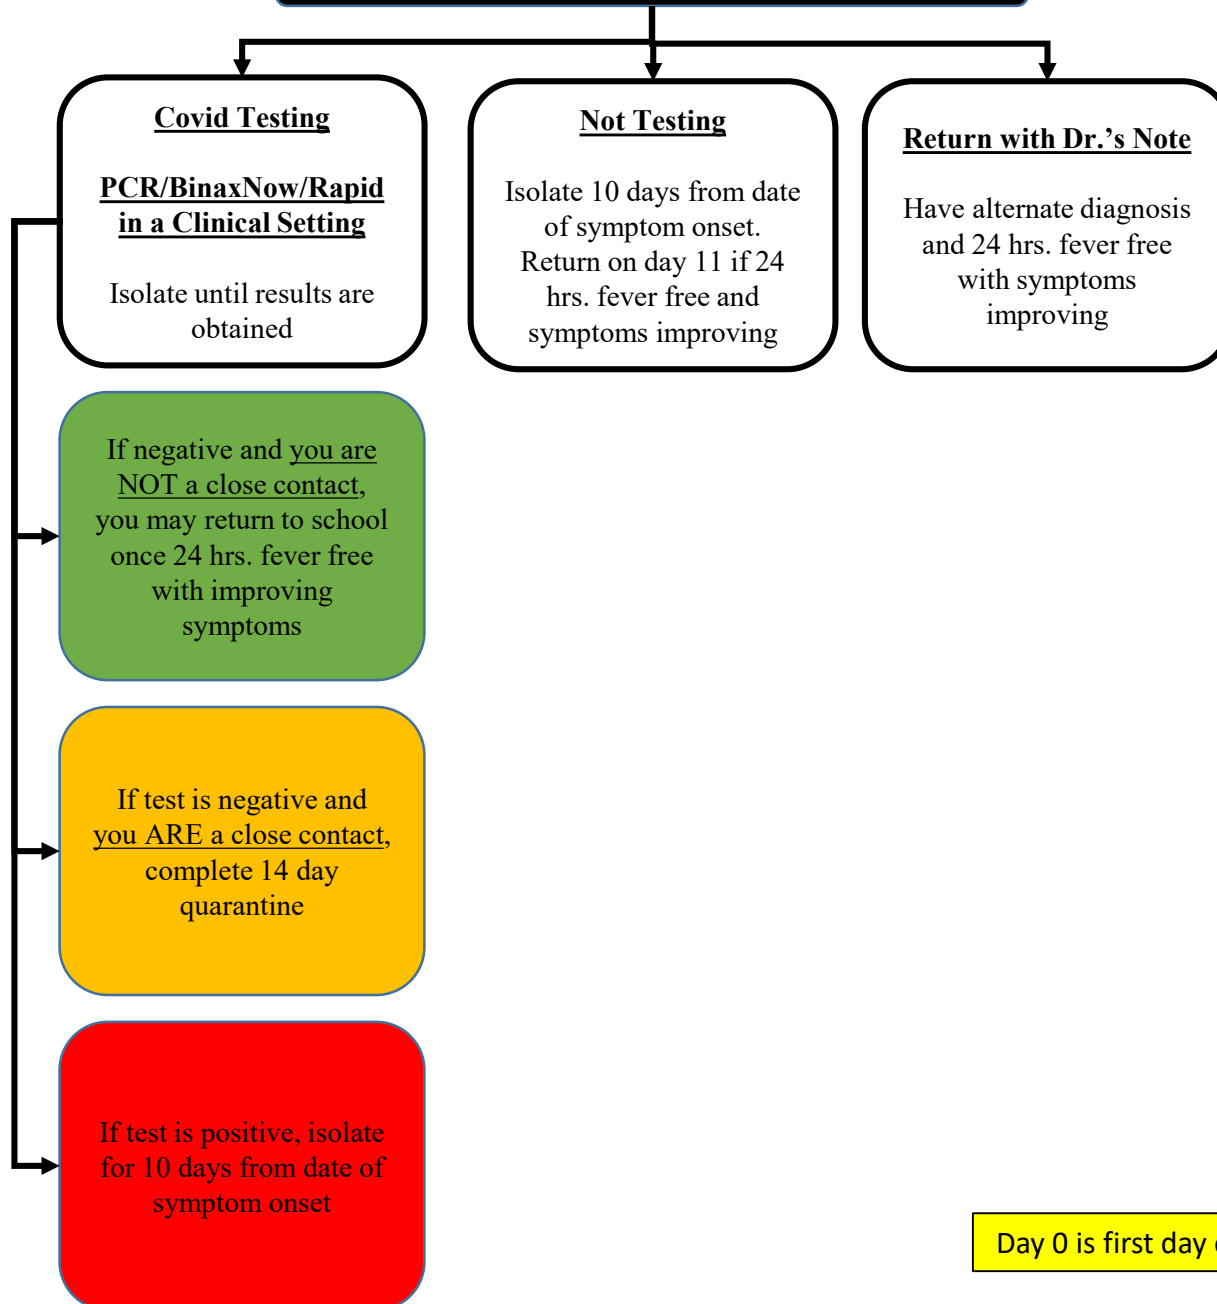 Covid Testing
PCR/BinaxNow/Rapid
in a Clinical Setting
Isolate until results are
obtained
Not Testing
Isolate 10 days from date
of symptom onset.
Return on day 11 if 24
hrs. fever free and
symptoms improving
Return with Dr.’s Note
Have alternate diagnosis
and 24 hrs. fever free
with symptoms
improving
If negative and you are
NOT a close contact,
you may return to school
once 24 hrs. fever free
with improving
symptoms
If test is negative and
you ARE a close contact,
complete 14 day
quarantine
If test is positive, isolate
for 10 days from date of
symptom onset
Day 0 is first day